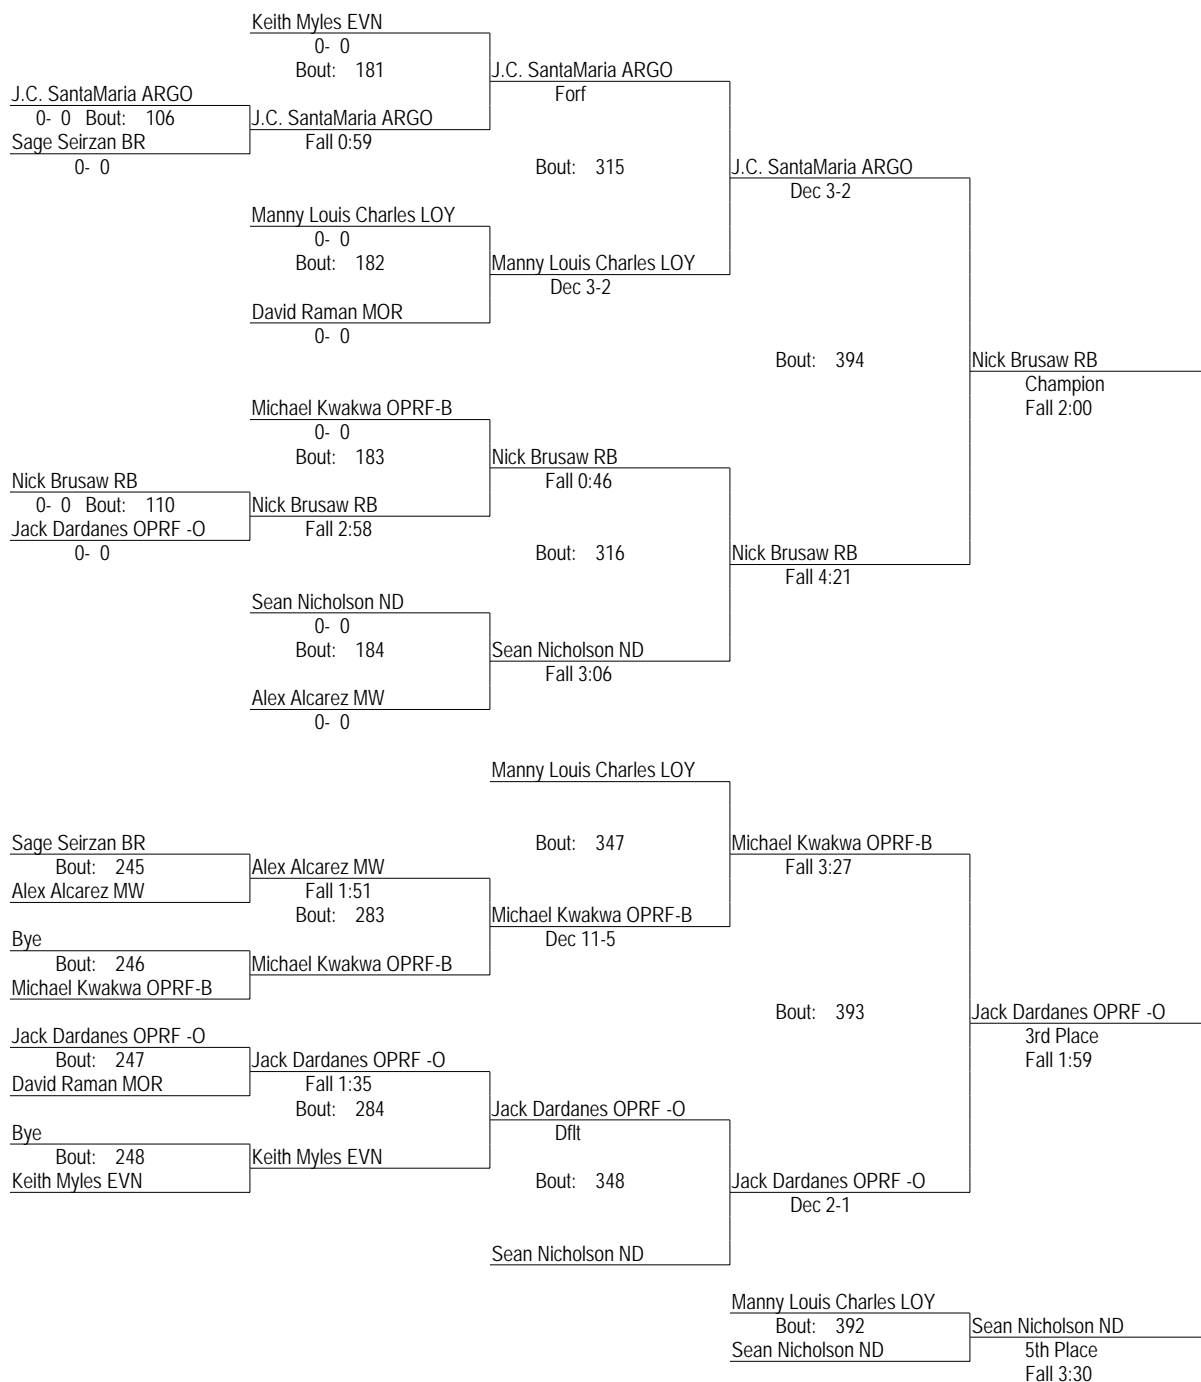 Keith Myles EVN
0- 0
Bout: 181
J.C. SantaMaria ARGO
Forf
J.C. SantaMaria ARGO
0- 0 Bout: 106
J.C. SantaMaria ARGO
Fall 0:59
Sage Seirzan BR
0- 0
Bout: 315
J.C. SantaMaria ARGO
Dec 3-2
Manny Louis Charles LOY
0- 0
Bout: 182
Manny Louis Charles LOY
Dec 3-2
David Raman MOR
0- 0
Bout: 394
Nick Brusaw RB
Champion
Fall 2:00
Michael Kwakwa OPRF-B
0- 0
Bout: 183
Nick Brusaw RB
Fall 0:46
Nick Brusaw RB
0- 0 Bout: 110
Nick Brusaw RB
Fall 2:58
Jack Dardanes OPRF -O
0- 0
Bout: 316
Nick Brusaw RB
Fall 4:21
Sean Nicholson ND
0- 0
Bout: 184
Sean Nicholson ND
Fall 3:06
Alex Alcarez MW
0- 0
Manny Louis Charles LOY
Bout: 347
Michael Kwakwa OPRF-B
Fall 3:27
Sage Seirzan BR
Bout: 245
Alex Alcarez MW
Alex Alcarez MW
Fall 1:51
Bout: 283
Michael Kwakwa OPRF-B
Dec 11-5
Bye
Bout: 246
Michael Kwakwa OPRF-B
Michael Kwakwa OPRF-B
Bout: 393
Jack Dardanes OPRF -O
3rd Place
Fall 1:59
Jack Dardanes OPRF -O
Bout: 247
David Raman MOR
Jack Dardanes OPRF -O
Fall 1:35
Bout: 284
Jack Dardanes OPRF -O
Dflt
Bye
Bout: 248
Keith Myles EVN
Keith Myles EVN
Bout: 348
Jack Dardanes OPRF -O
Dec 2-1
Sean Nicholson ND
Manny Louis Charles LOY
Bout: 392
Sean Nicholson ND
Sean Nicholson ND
5th Place
Fall 3:30